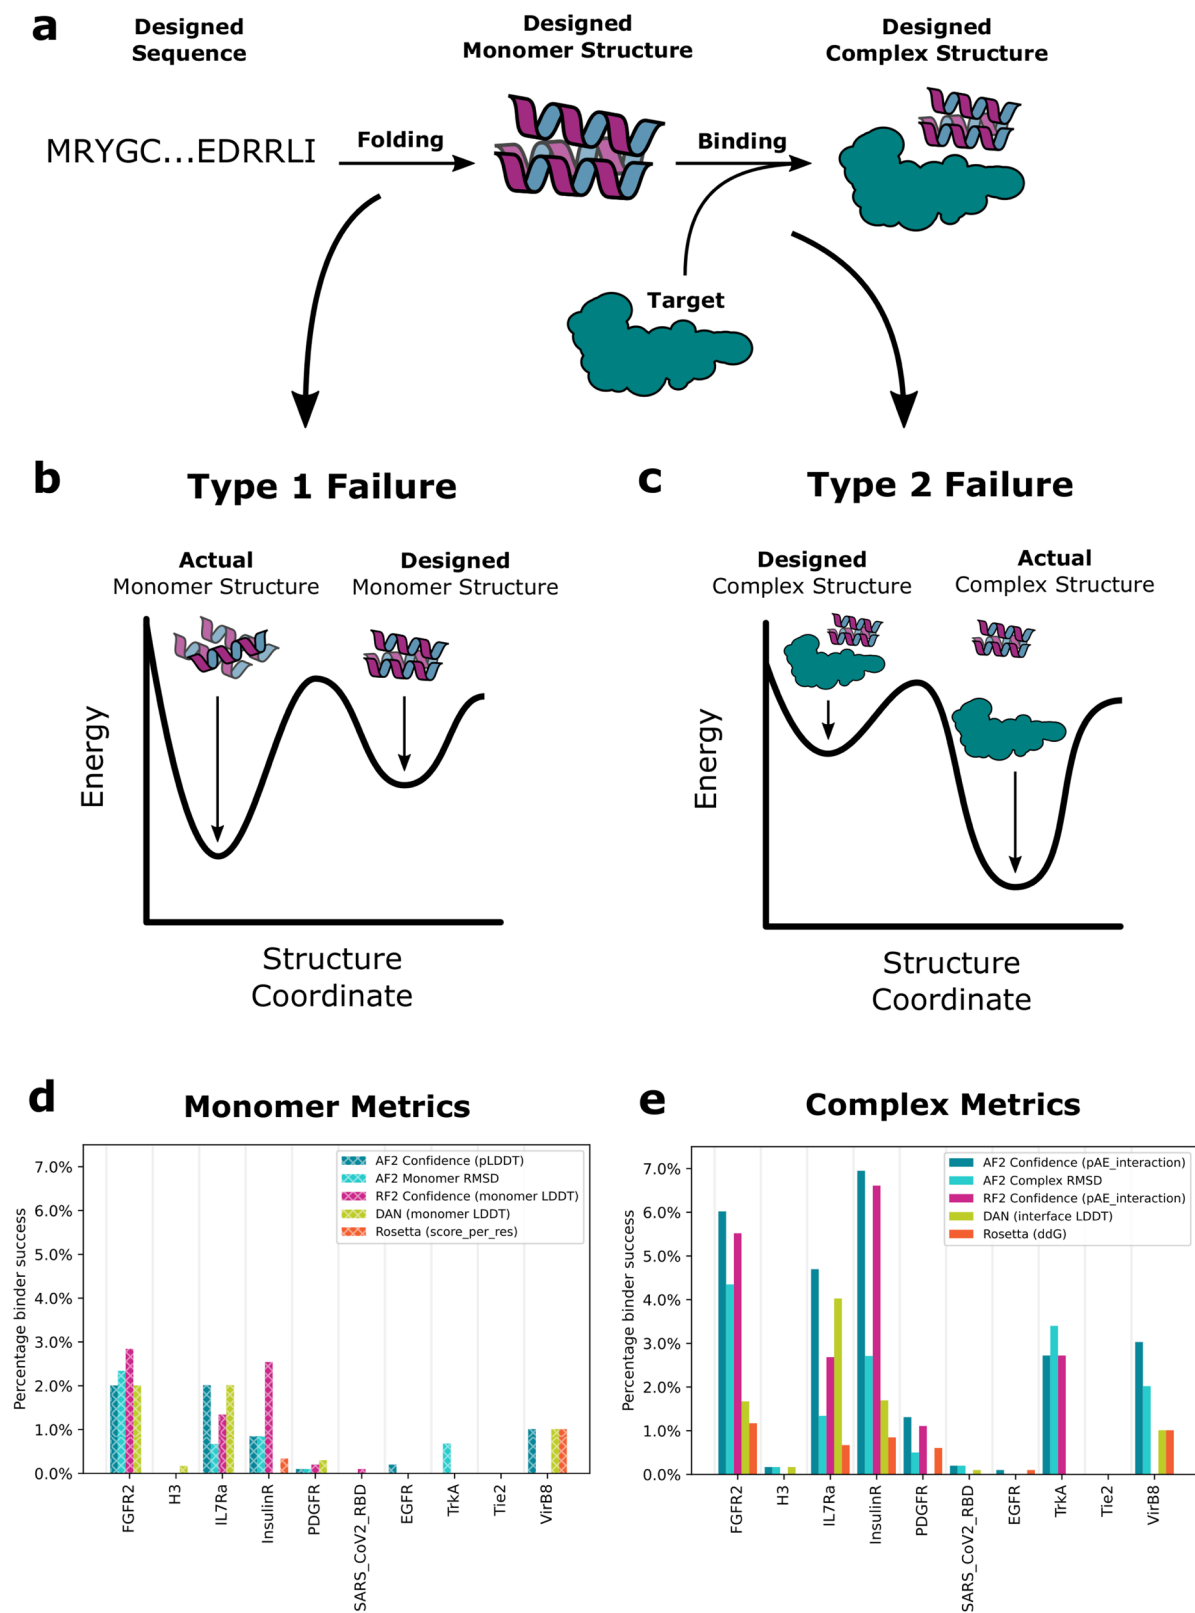 a
Designed
Sequence
Designed
Monomer Structure
Designed
Complex Structure
MRYGC...EDRRLI
Folding
Binding
Target
b
Type 1 Failure
Actual
Monomer Structure
Designed
Monomer Structure
Energy
Structure
Coordinate
c
Type 2 Failure
Designed
Complex Structure
Actual
Complex Structure
Energy
Structure
Coordinate
d
Monomer Metrics
Percentage binder success
7.0%
6.0%
5.0%
4.0%
3.0%
2.0%
1.0%
0.0%
AF2 Confidence (pLDDT)
AF2 Monomer RMSD
RF2 Confidence (monomer LDDT)
DAN (monomer LDDT)
Rosetta (score_per_res)
FGFR2
H3
IL7Ra
InsulinR
PDGFR
SARS_CoV2_RBD
EGFR
TrkA
Tie2
VirB8
e
Complex Metrics
Percentage binder success
7.0%
6.0%
5.0%
4.0%
3.0%
2.0%
1.0%
0.0%
AF2 Confidence (pAE_interaction)
AF2 Complex RMSD
RF2 Confidence (pAE_interaction)
DAN (interface LDDT)
Rosetta (ddG)
FGFR2
H3
IL7Ra
InsulinR
PDGFR
SARS_CoV2_RBD
EGFR
TrkA
Tie2
VirB8